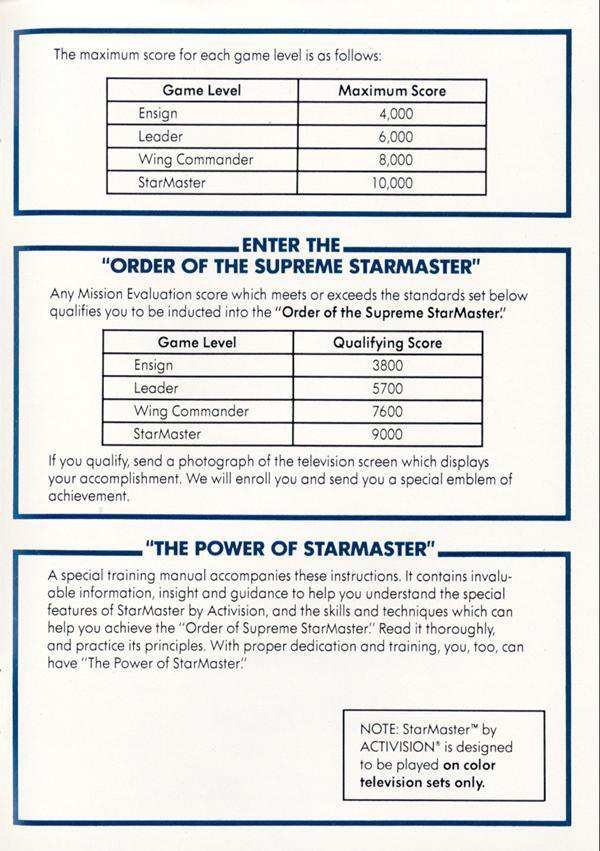 The maximum score for each game level is as follows:
Game Level Maximum Score
Ensign 4,000
Leader 6,000
Wing Commander 8,000
StarMaster 10,000
ENTER THE
"ORDER OF THE SUPREME STARMASTER"
Any Mission Evaluation score which meets or exceeds the standards set below
qualifies you to be inducted into the "Order of the Supreme StarMaster."
Game Level Qualifying Score
Ensign 3800
Leader 5700
Wing Commander 7600
StarMaster 9000
If you qualify, send a photograph of the television screen which displays
your accomplishment. We will enroll you and send you a special emblem of
achievement.
"THE POWER OF STARMASTER"
A special training manual accompanies these instructions. It contains invalu-
able information, insight and guidance to help you understand the special
features of StarMaster by Activision, and the skills and techniques which can
help you achieve the "Order of Supreme StarMaster." Read it thoroughly,
and practice its principles. With proper dedication and training, you, too, can
have "The Power of StarMaster."
NOTE: StarMaster™ by
ACTIVISION® is designed
to be played on color
television sets only.